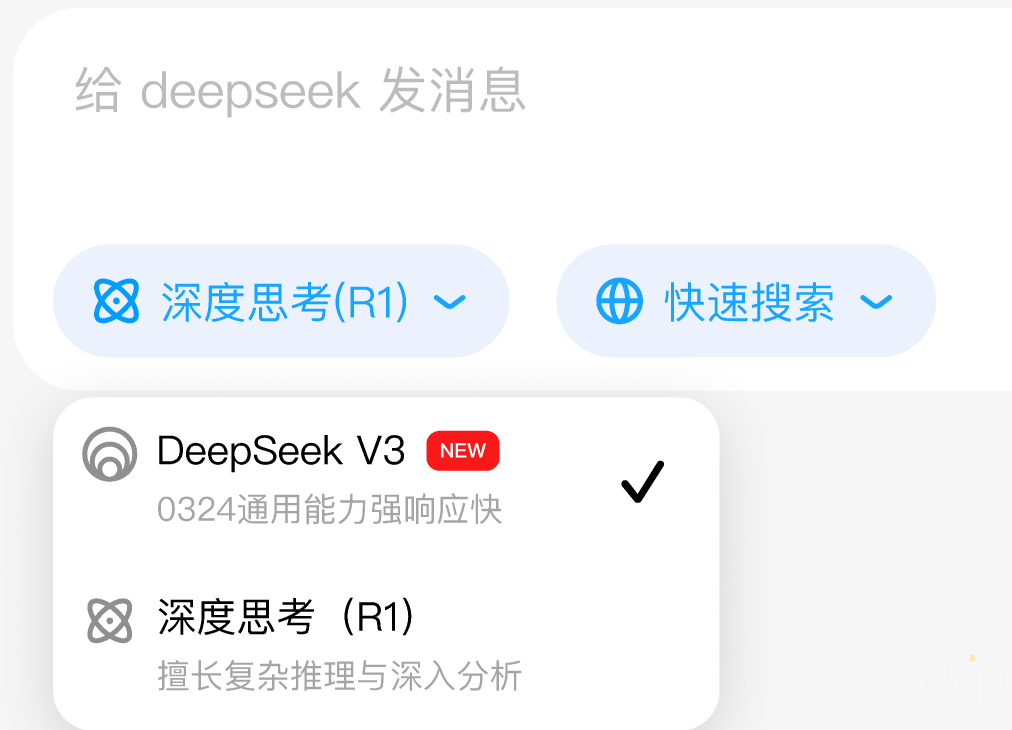 给 deepseek 发消息
深度思考(R1) 快速搜索
DeepSeek V3 NEW
0324通用能力强响应快
深度思考（R1）
擅长复杂推理与深入分析